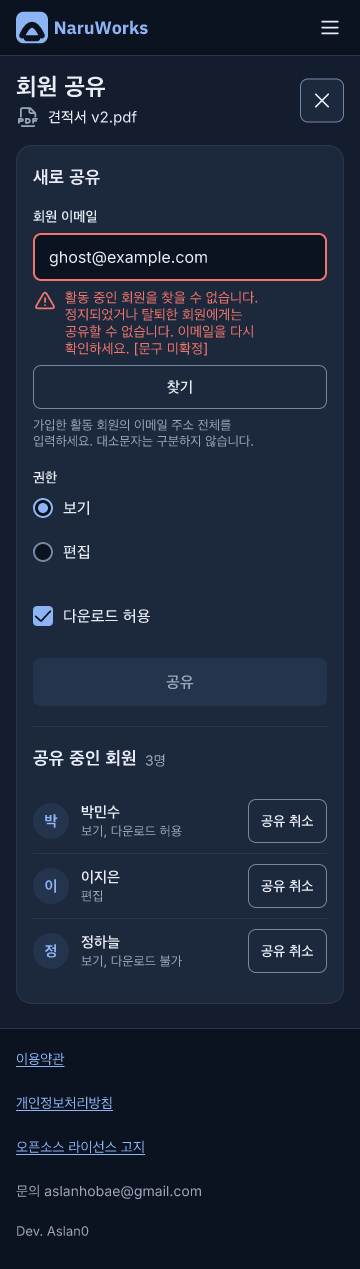 NaruWorks
회원 공유
PDF
견적서 v2.pdf
새로 공유
회원 이메일
ghost@example.com
활동 중인 회원을 찾을 수 없습니다.
정지되었거나 탈퇴한 회원에게는
공유할 수 없습니다. 이메일을 다시
확인하세요. [문구 미확정]
찾기
가입한 활동 회원의 이메일 주소 전체를
입력하세요. 대소문자는 구분하지 않습니다.
권한
보기
편집
다운로드 허용
공유
공유 중인 회원 3명
박
박민수
보기, 다운로드 허용
공유 취소
이
이지은
편집
공유 취소
정
정하늘
보기, 다운로드 불가
공유 취소
이용약관
개인정보처리방침
오픈소스 라이선스 고지
문의 aslanhobae@gmail.com
Dev. Aslan0